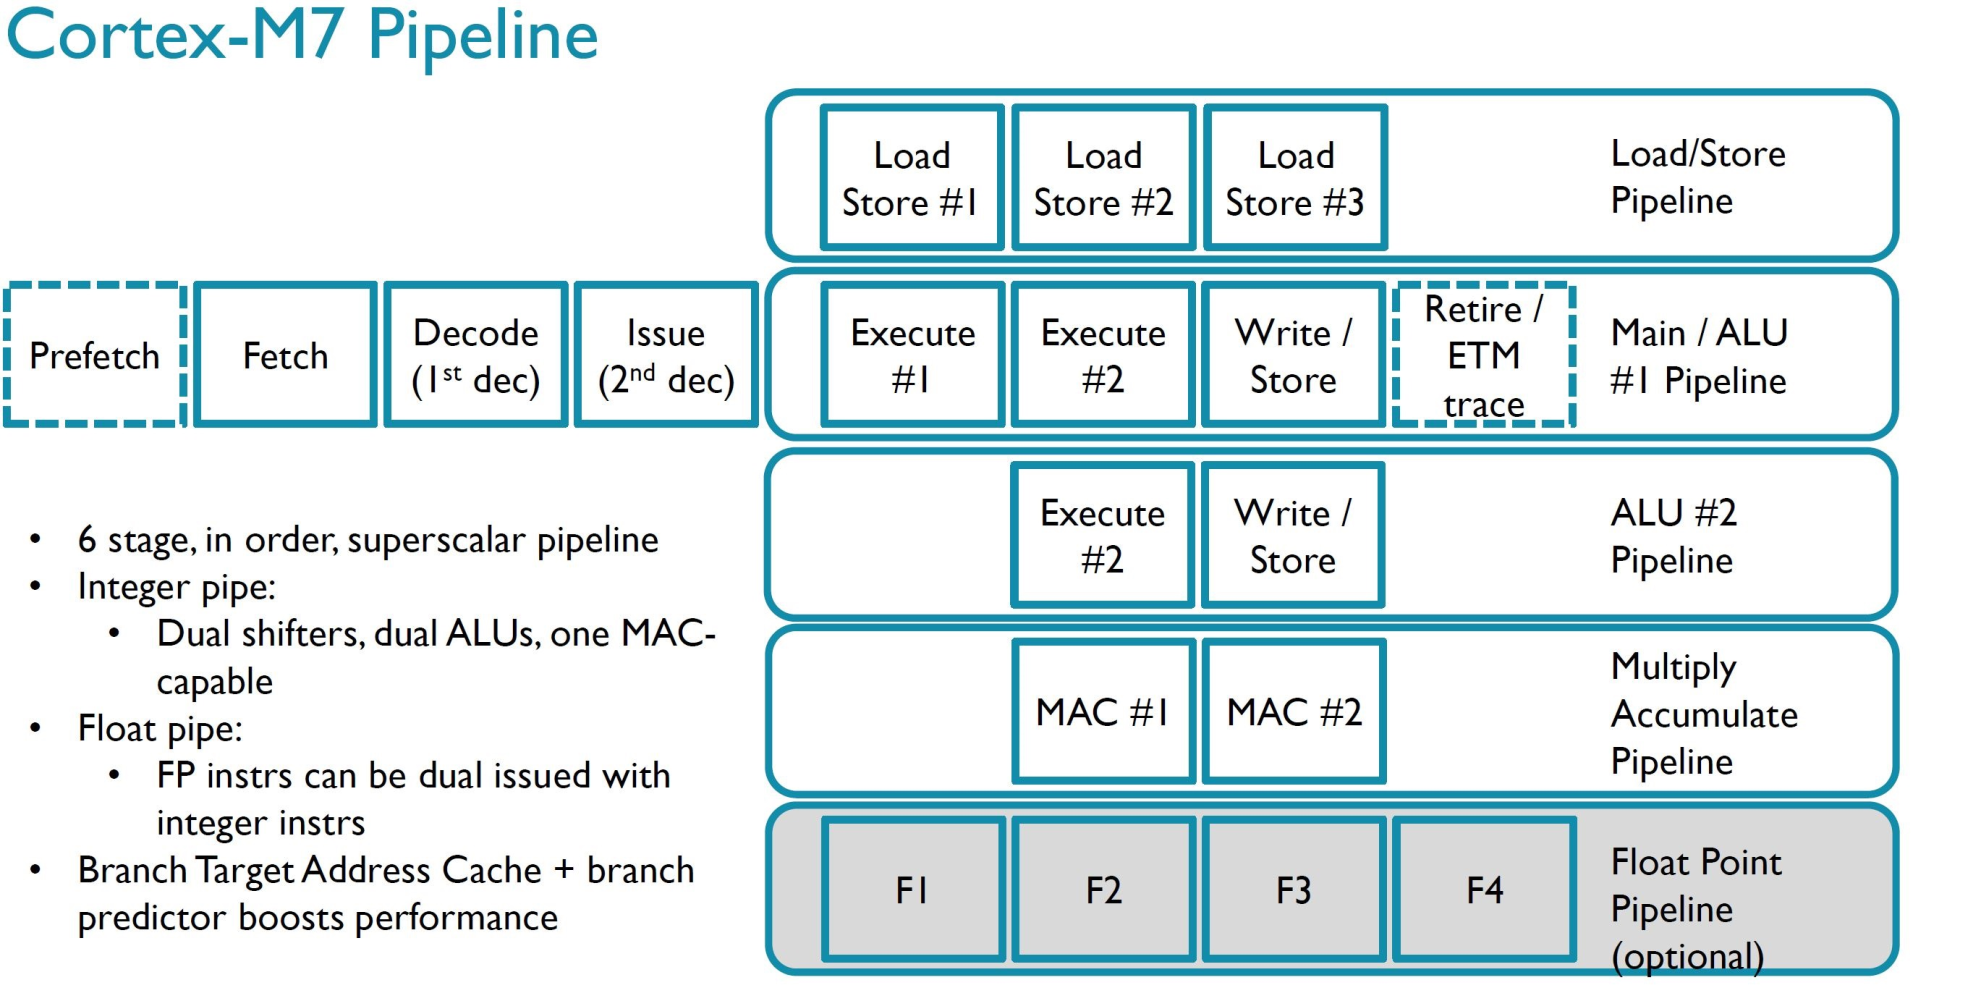 Cortex-M7 Pipeline
Load
Store #1
Load
Store #2
Load
Store #3
Load/Store
Pipeline
Prefetch
Fetch
Decode
(1st dec)
Issue
(2nd dec)
Execute
#1
Execute
#2
Write /
Store
Retire /
ETM
trace
Main / ALU
#1 Pipeline
Execute
#2
Write /
Store
ALU #2
Pipeline
MAC #1
MAC #2
Multiply
Accumulate
Pipeline
F1
F2
F3
F4
Float Point
Pipeline
(optional)
• 6 stage, in order, superscalar pipeline
• Integer pipe:
• Dual shifters, dual ALUs, one MAC-
capable
• Float pipe:
• FP instrs can be dual issued with
integer instrs
• Branch Target Address Cache + branch
predictor boosts performance